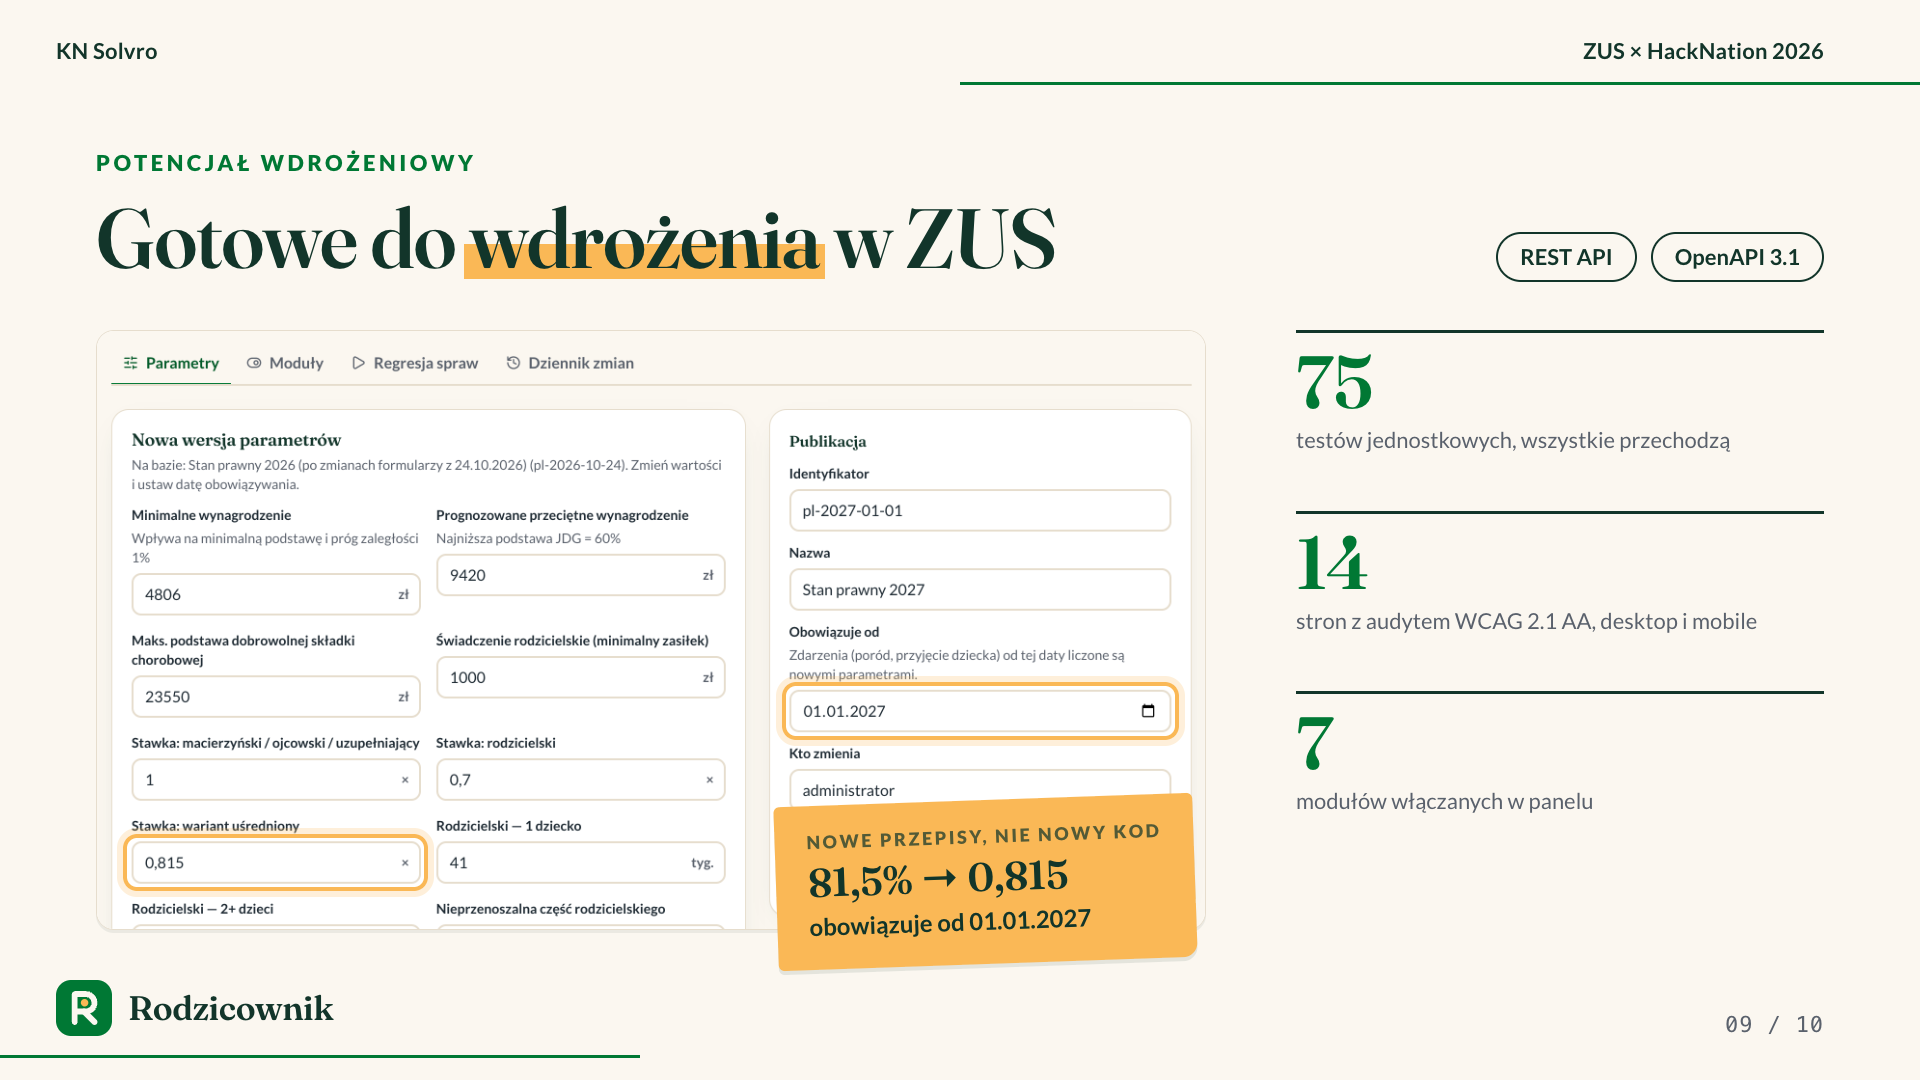 KN Solvro
ZUS × HackNation 2026
POTENCJAŁ WDROŻENIOWY
Gotowe do wdrożenia w ZUS
REST API
OpenAPI 3.1
Parametry
Moduły
Regresja spraw
Dziennik zmian
Nowa wersja parametrów
Na bazie: Stan prawny 2026 (po zmianach formularzy z 24.10.2026) (pl-2026-10-24). Zmień wartości
i ustaw datę obowiązywania.
Minimalne wynagrodzenie
Wpływa na minimalną podstawę i próg zaległości
1%
4806 zł
Prognozowane przeciętne wynagrodzenie
Najniższa podstawa JDG = 60%
9420 zł
Maks. podstawa dobrowolnej składki
chorobowej
23550 zł
Świadczenie rodzicielskie (minimalny zasiłek)
1000 zł
Stawka: macierzyński / ojcowski / uzupełniający
1 ×
Stawka: rodzicielski
0,7 ×
Stawka: wariant uśredniony
0,815 ×
Rodzicielski — 1 dziecko
41 tyg.
Rodzicielski — 2+ dzieci
Nieprzenoszalna część rodzicielskiego
Publikacja
Identyfikator
pl-2027-01-01
Nazwa
Stan prawny 2027
Obowiązuje od
Zdarzenia (poród, przyjęcie dziecka) od tej daty liczone są
nowymi parametrami.
01.01.2027
Kto zmienia
administrator
NOWE PRZEPISY, NIE NOWY KOD
81,5% → 0,815
obowiązuje od 01.01.2027
75
testów jednostkowych, wszystkie przechodzą
14
stron z audytem WCAG 2.1 AA, desktop i mobile
7
modułów włączanych w panelu
R
Rodzicownik
09 / 10